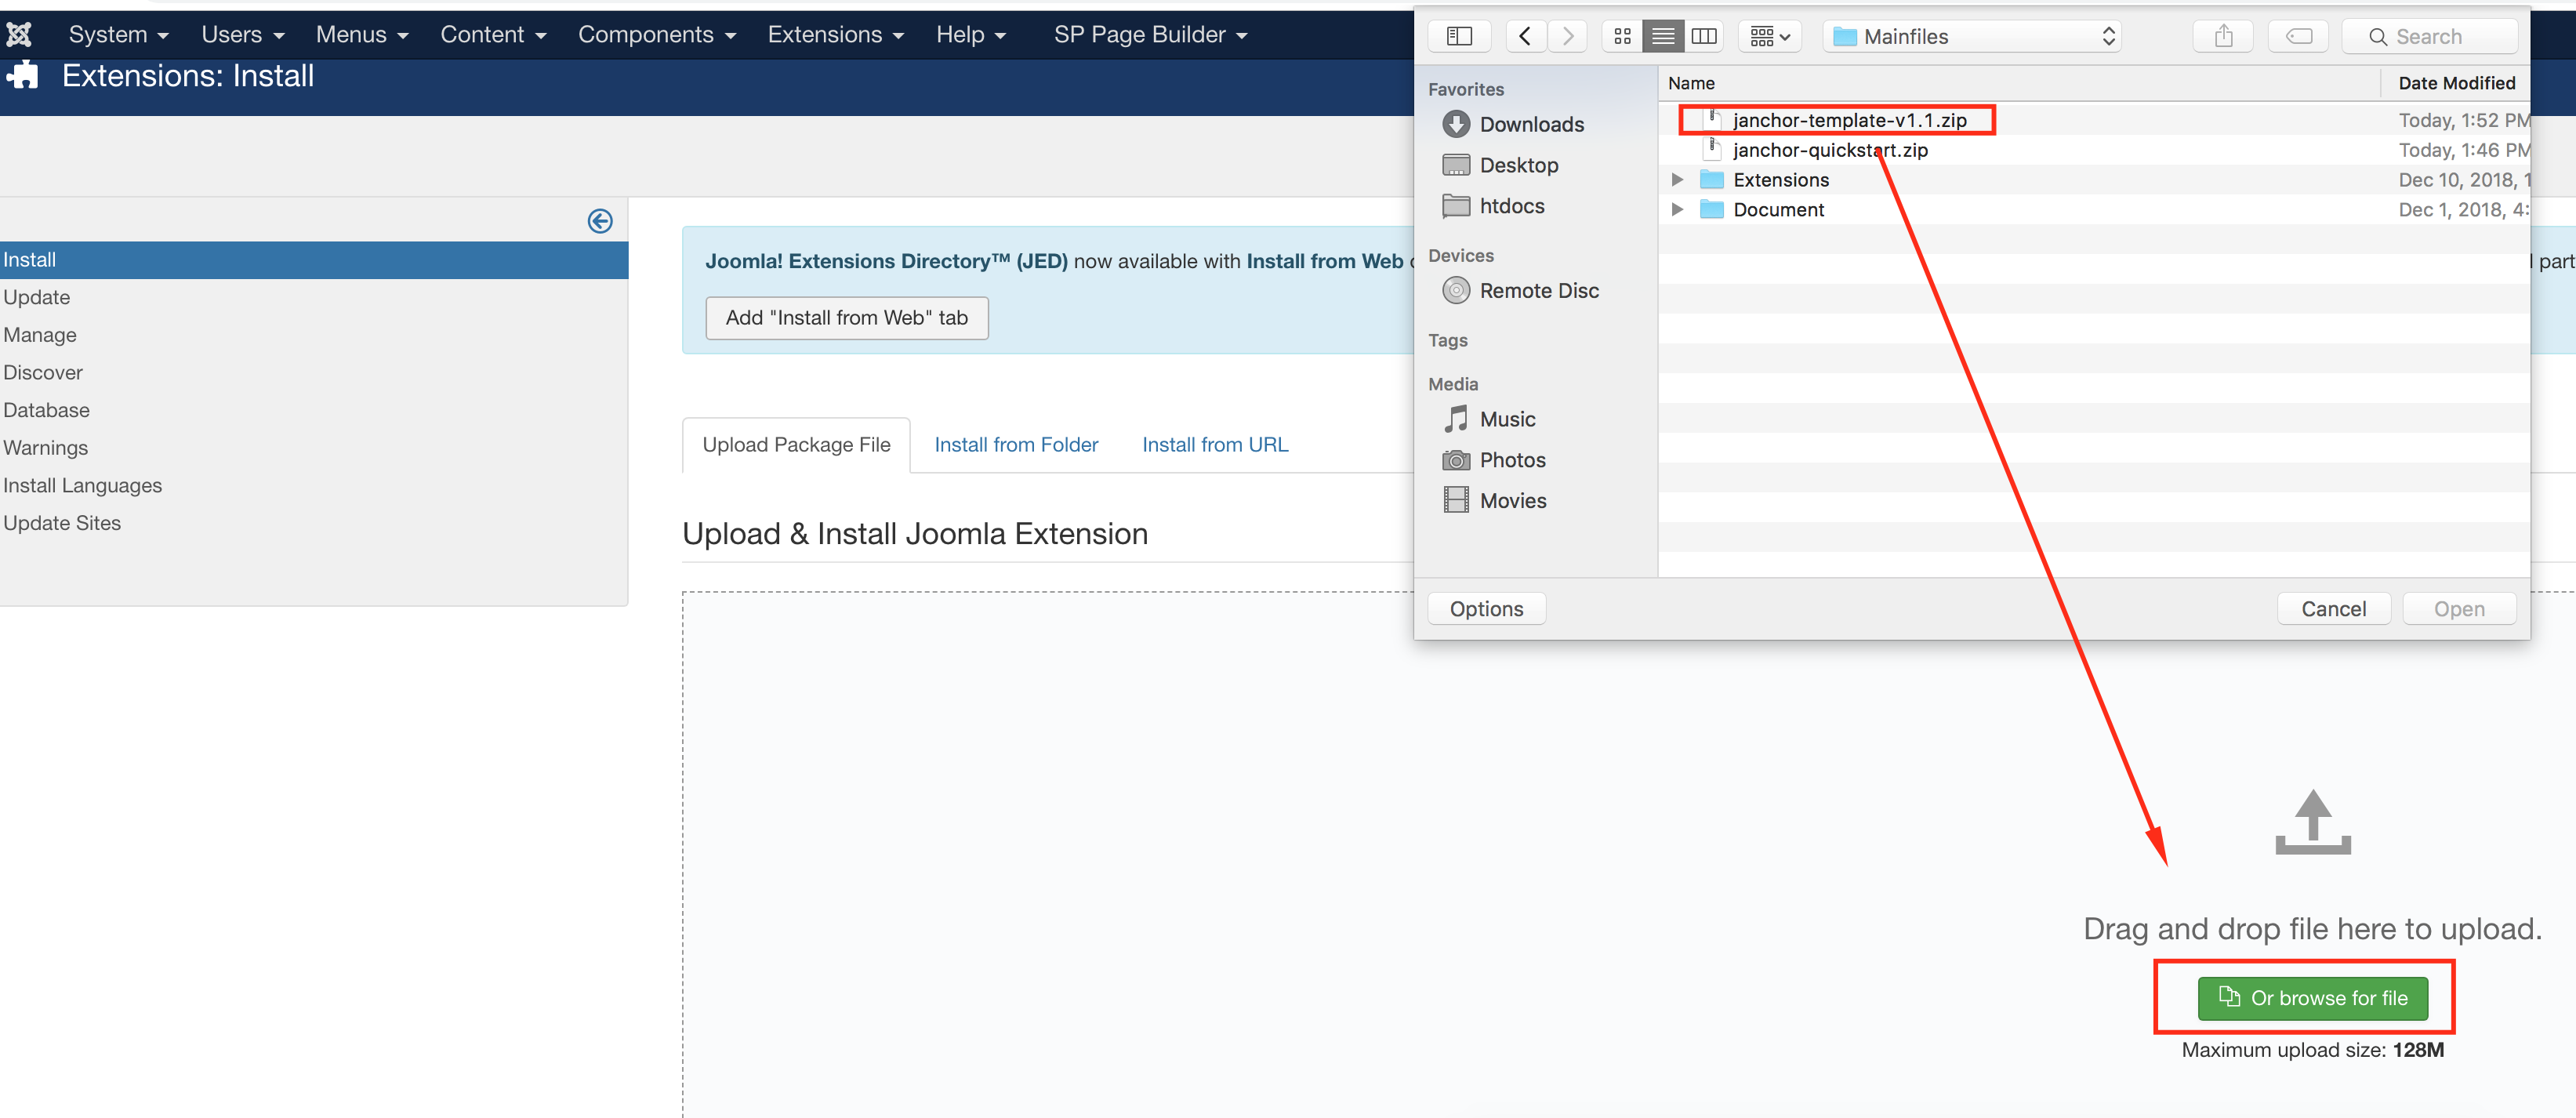 System Users Menus Content Components Extensions Help SP Page Builder
Extensions: Install
Install
Update
Manage
Discover
Database
Warnings
Install Languages
Update Sites
Joomla! Extensions Directory™ (JED) now available with Install from Web
part
Add "Install from Web" tab
Upload Package File Install from Folder Install from URL
Upload & Install Joomla Extension
Mainfiles
Search
Favorites
Downloads
Desktop
htdocs
Devices
Remote Disc
Tags
Media
Music
Photos
Movies
Name Date Modified
janchor-template-v1.1.zip Today, 1:52 PM
janchor-quickstart.zip Today, 1:46 PM
Extensions Dec 10, 2018, 1
Document Dec 1, 2018, 4:
Options Cancel Open
Drag and drop file here to upload.
Or browse for file
Maximum upload size: 128M